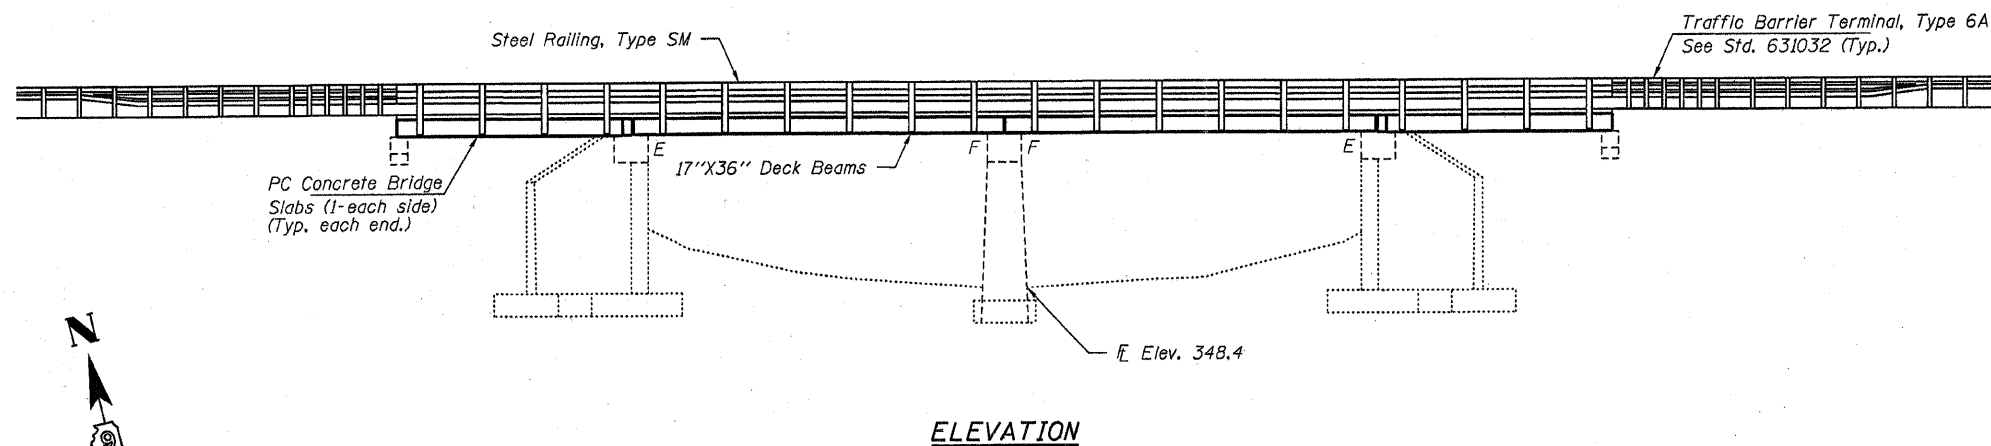 Steel Railing, Type SM
Traffic Barrier Terminal, Type 6A
See Std. 631032 (Typ.)
E
F
F
E
17"X36" Deck Beams
PC Concrete Bridge
Slabs (1-each side)
(Typ. each end.)
N
℄ Elev. 348.4
ELEVATION